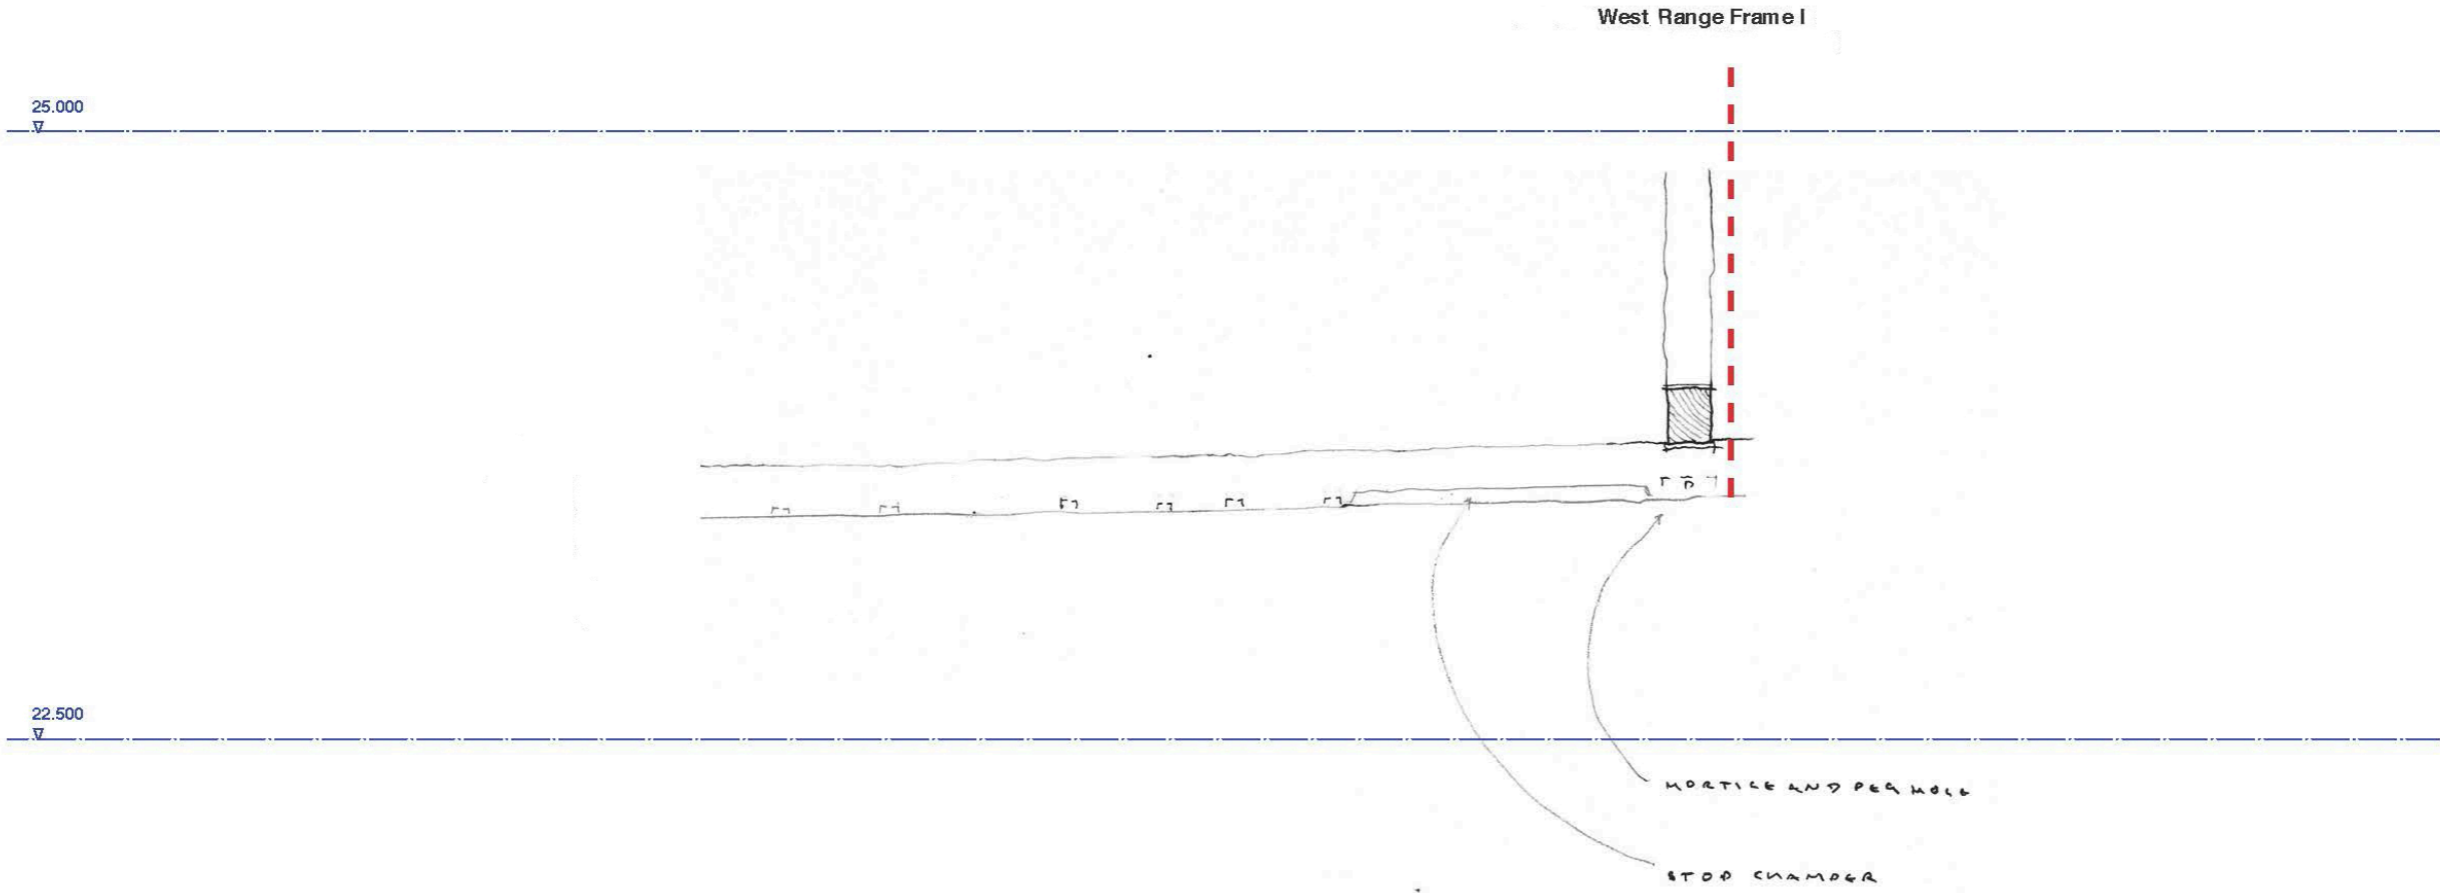 West Range Frame I
25.000
22.500
MORTICE AND PEG HOLE
STOP CHAMFER